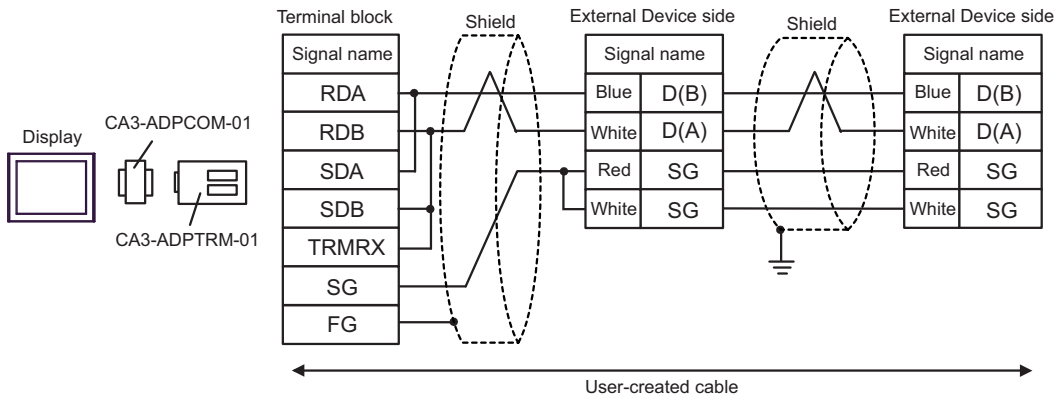 Display
CA3-ADPCOM-01
CA3-ADPTRM-01
Terminal block
Signal name
RDA
RDB
SDA
SDB
TRMRX
SG
FG
Shield
External Device side
Signal name
Blue D(B)
White D(A)
Red SG
White SG
Shield
External Device side
Signal name
Blue D(B)
White D(A)
Red SG
White SG
User-created cable